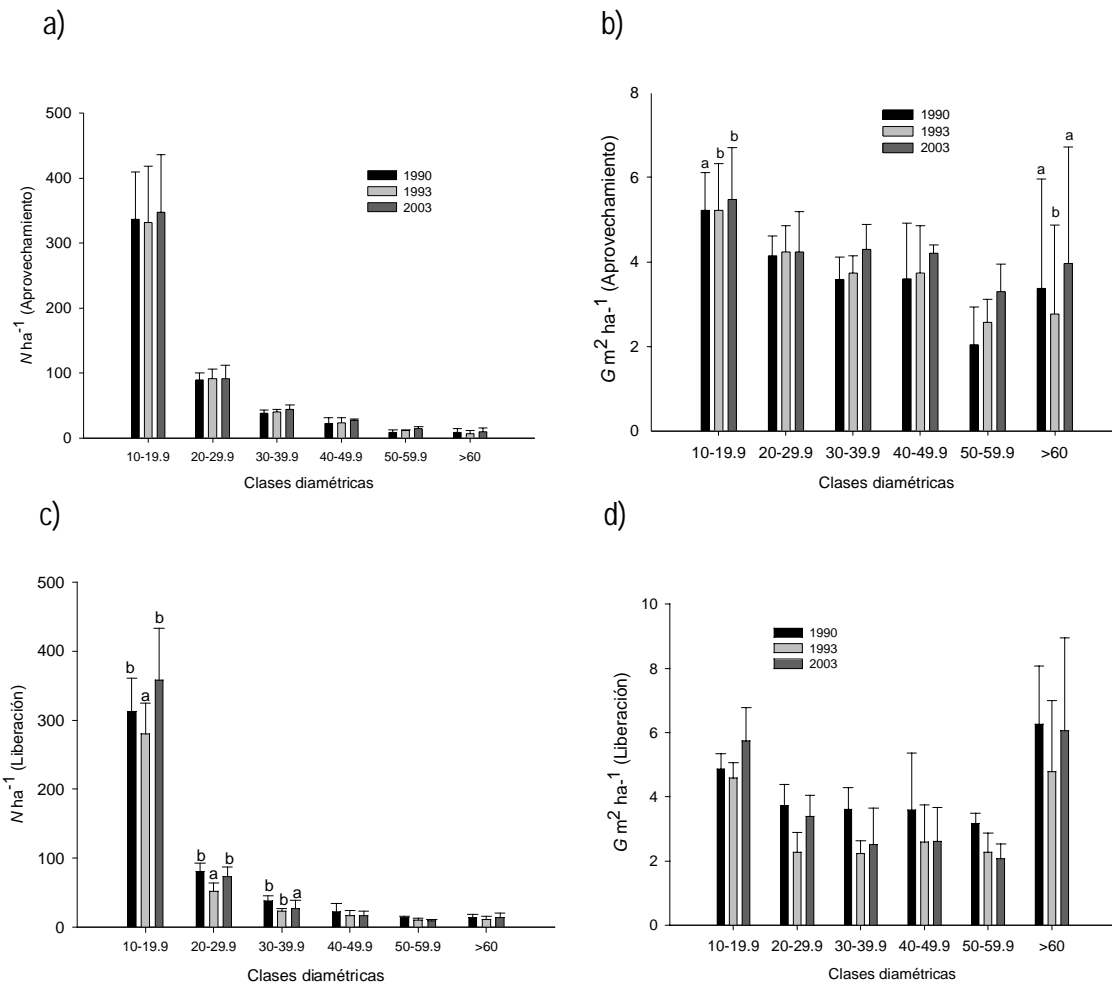 a)
500
400
300
200
100
0
N ha-1 (Aprovechamiento)
1990
1993
2003
10-19.9 20-29.9 30-39.9 40-49.9 50-59.9 >60
Clases diamétricas
b)
8
6
4
2
0
G m2 ha-1 (Aprovechamiento)
1990
1993
2003
a b b a b a
10-19.9 20-29.9 30-39.9 40-49.9 50-59.9 >60
Clases diamétricas
c)
500
400
300
200
100
0
N ha-1 (Liberación)
b a b b a b b b a
10-19.9 20-29.9 30-39.9 40-49.9 50-59.9 >60
Clases diamétricas
d)
10
8
6
4
2
0
G m2 ha-1 (Liberación)
1990
1993
2003
10-19.9 20-29.9 30-39.9 40-49.9 50-59.9 >60
Clases diamétricas